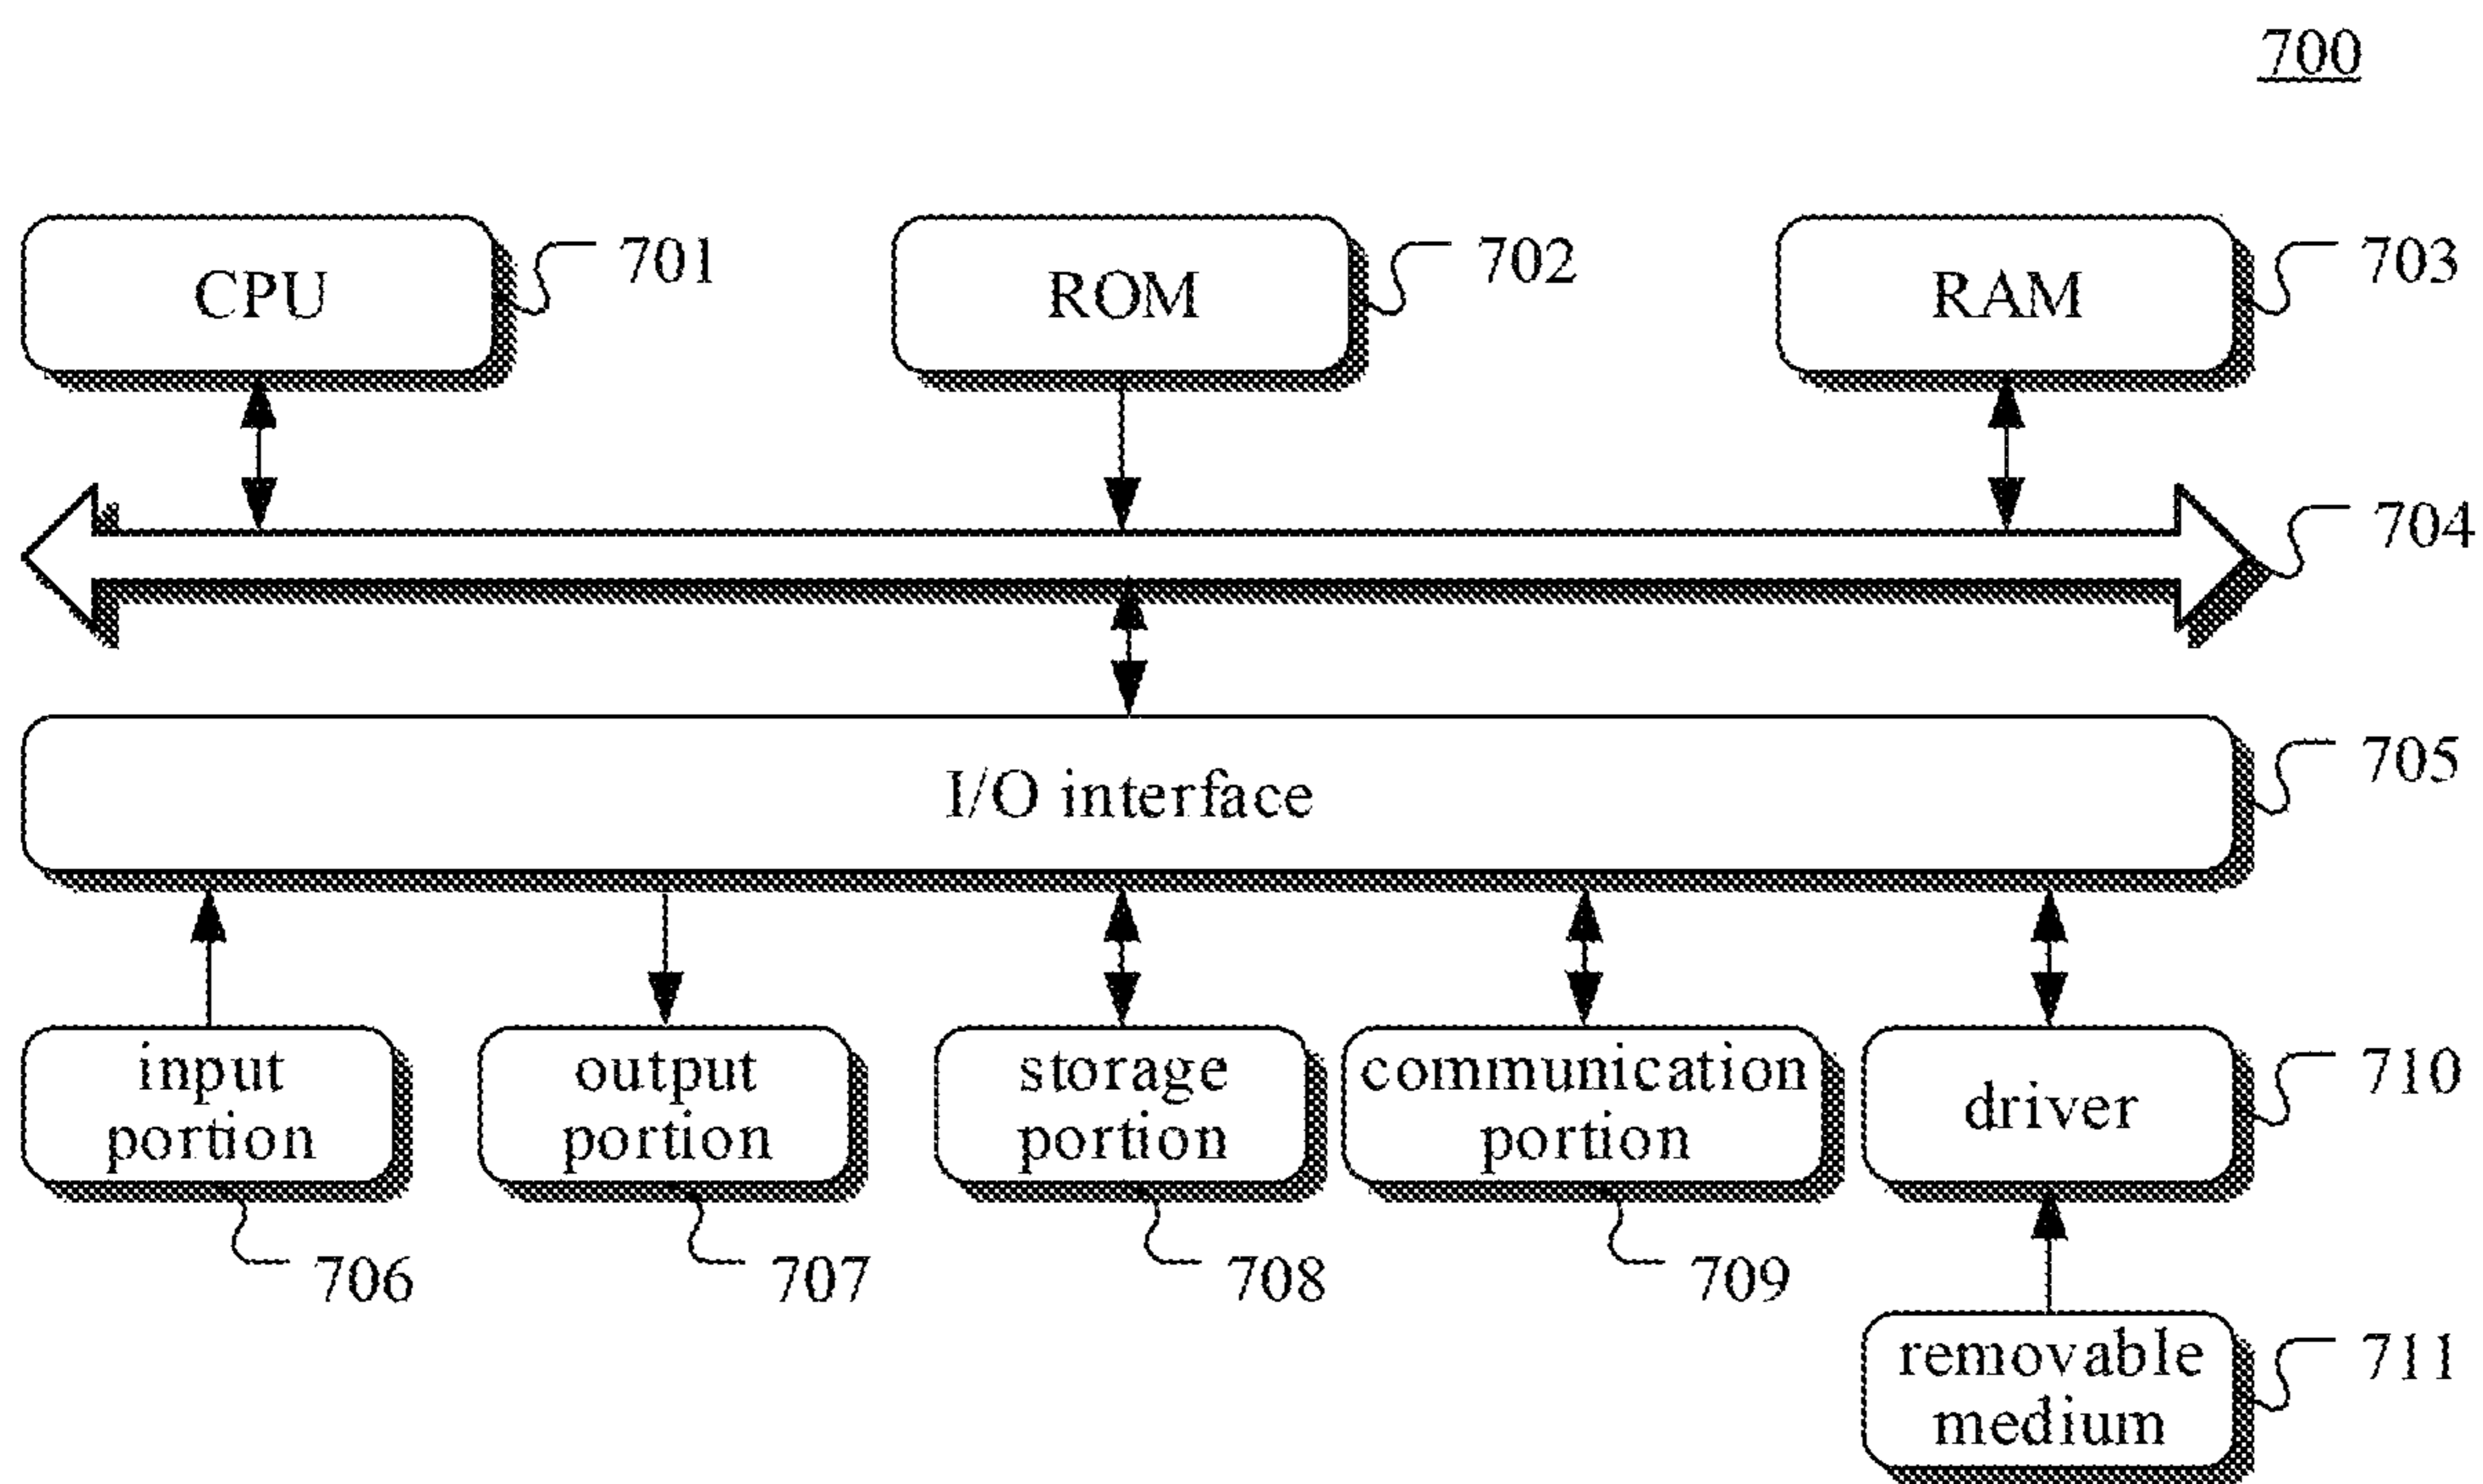 700
CPU
701
ROM
702
RAM
703
704
I/O interface
705
input
portion
output
portion
storage
portion
communication
portion
driver
710
706
707
708
709
removable
medium
711